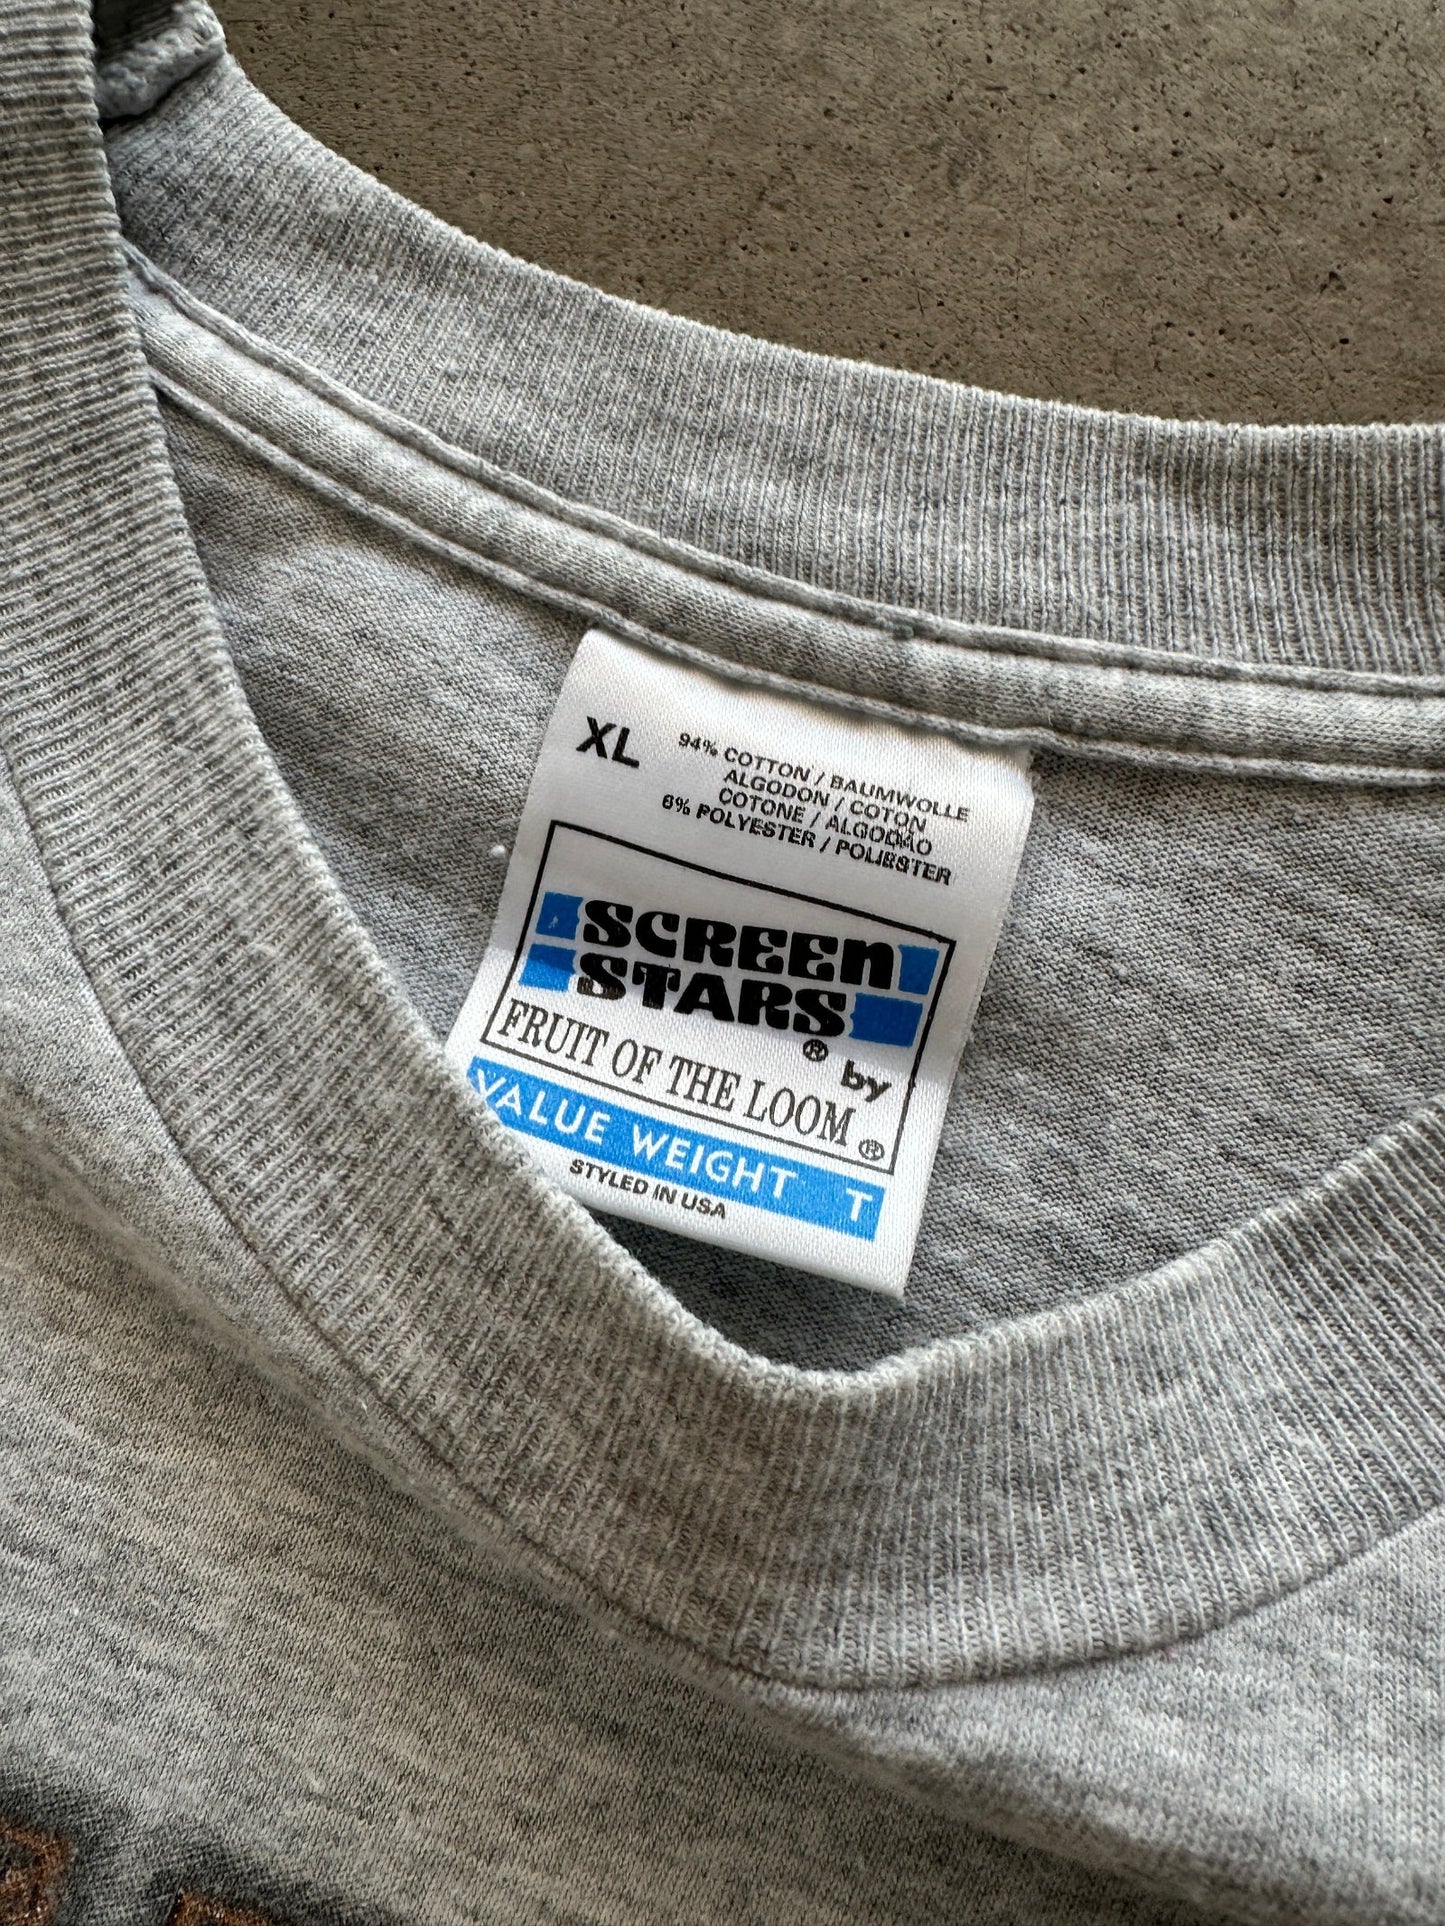 XL
94% COTTON / BAUMWOLLE
ALGODON / COTON
COTONE / ALGODÃO
6% POLYESTER / POLIESTER
SCREEn
STARS® by
FRUIT OF THE LOOM®
VALUE WEIGHT T
STYLED IN USA